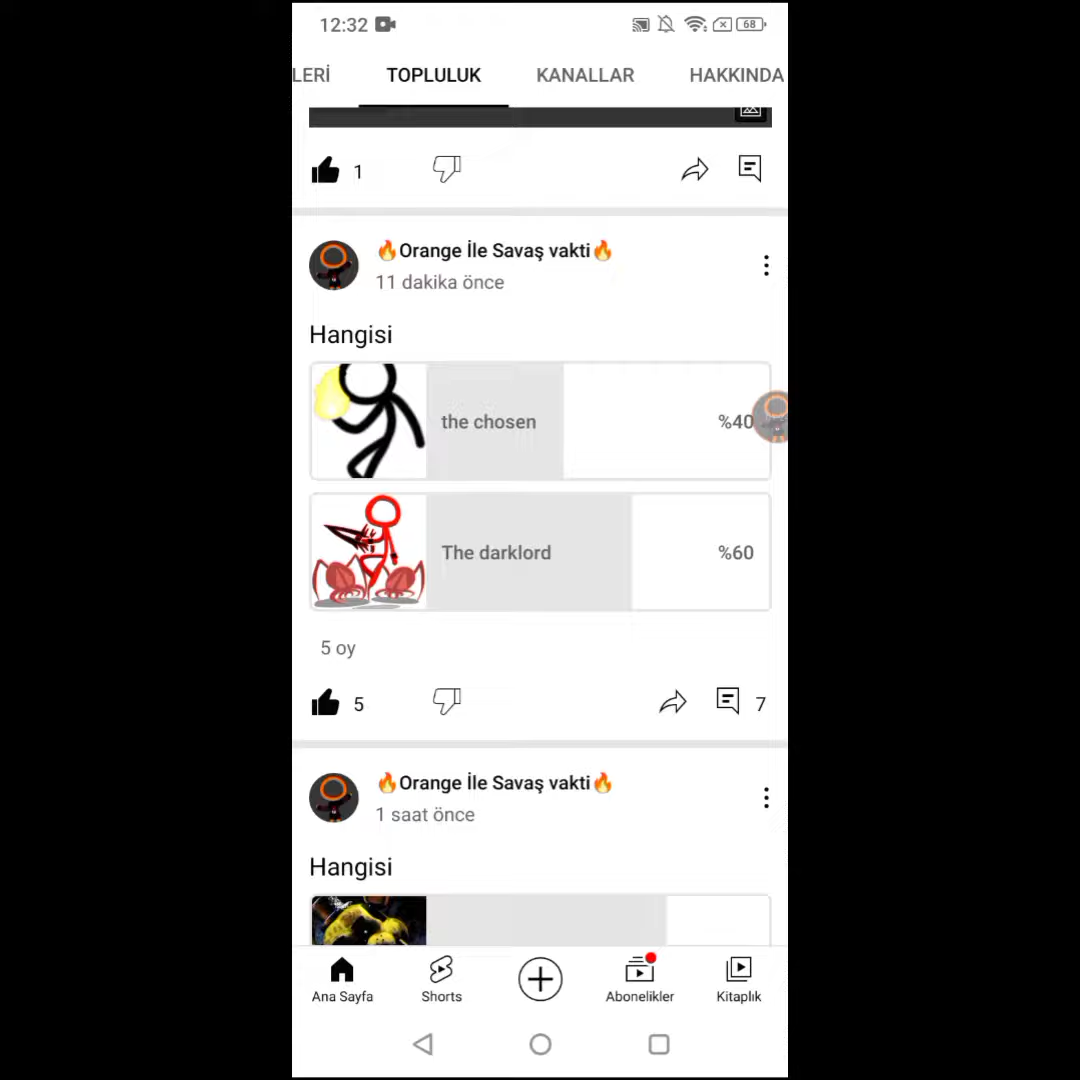 12:32
68
LERİ TOPLULUK KANALLAR HAKKINDA
1
🔥Orange İle Savaş vakti🔥
11 dakika önce
Hangisi
the chosen %40
The darklord %60
5 oy
5 7
🔥Orange İle Savaş vakti🔥
1 saat önce
Hangisi
Ana Sayfa Shorts Abonelikler Kitaplık